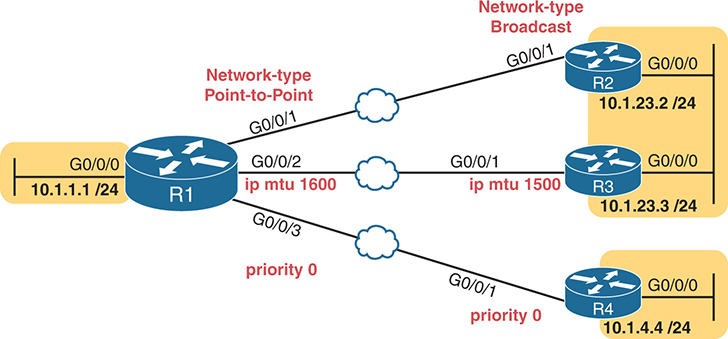 Network-type
Broadcast
G0/0/1
G0/0/0
R2
10.1.23.2 /24
Network-type
Point-to-Point
G0/0/1
G0/0/0
10.1.1.1 /24
R1
G0/0/2
ip mtu 1600
G0/0/1
ip mtu 1500
R3
G0/0/0
10.1.23.3 /24
G0/0/3
priority 0
G0/0/1
priority 0
R4
G0/0/0
10.1.4.4 /24